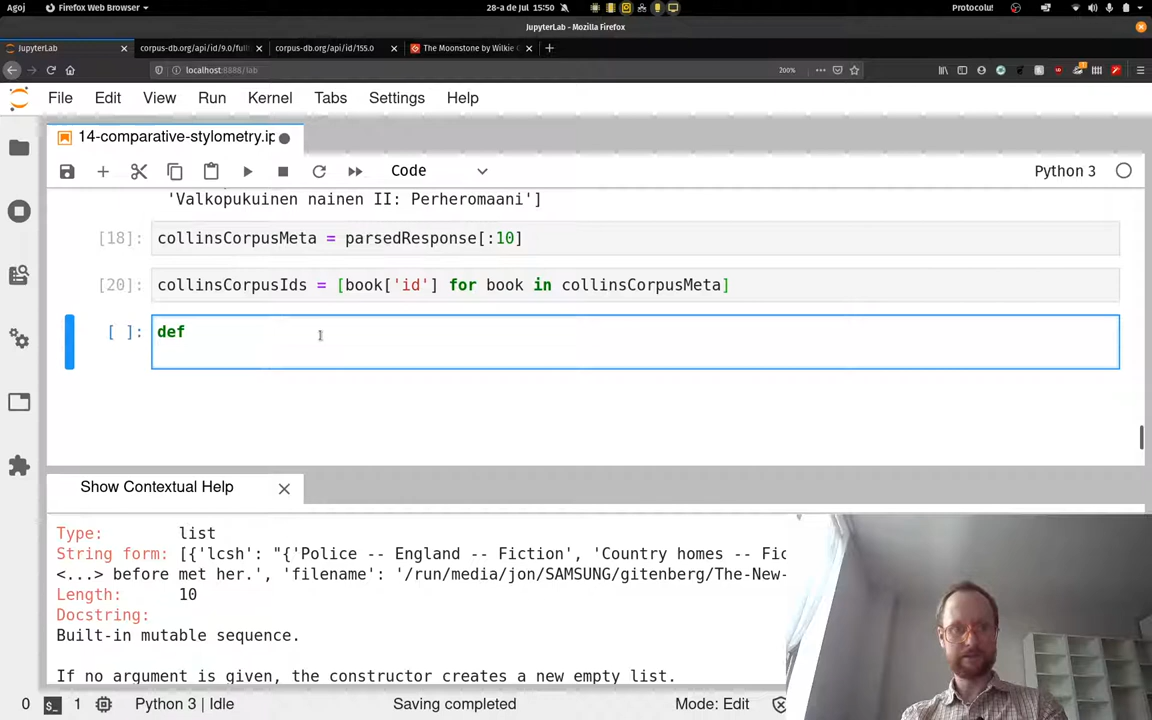 Agoj Firefox Web Browser 28-a de Jul 15:50 Protocolu!
JupyterLab - Mozilla Firefox
JupyterLab corpus-db.org/api/id/9.0/full corpus-db.org/api/id/155.0 The Moonstone by Wilkie
localhost:8888/lab 200%
File Edit View Run Kernel Tabs Settings Help
14-comparative-stylometry.ip
Code Python 3
'Valkopukuinen nainen II: Perheromaani']
[18]: collinsCorpusMeta = parsedResponse[:10]
[20]: collinsCorpusIds = [book['id'] for book in collinsCorpusMeta]
[ ]: def
Show Contextual Help
Type: list
String form: [{'lcsh': "{'Police -- England -- Fiction', 'Country homes -- Fic
<...> before met her.', 'filename': '/run/media/jon/SAMSUNG/gitenberg/The-New-
Length: 10
Docstring:
Built-in mutable sequence.
If no argument is given, the constructor creates a new empty list.
0 $_ 1 Python 3 | Idle Saving completed Mode: Edit